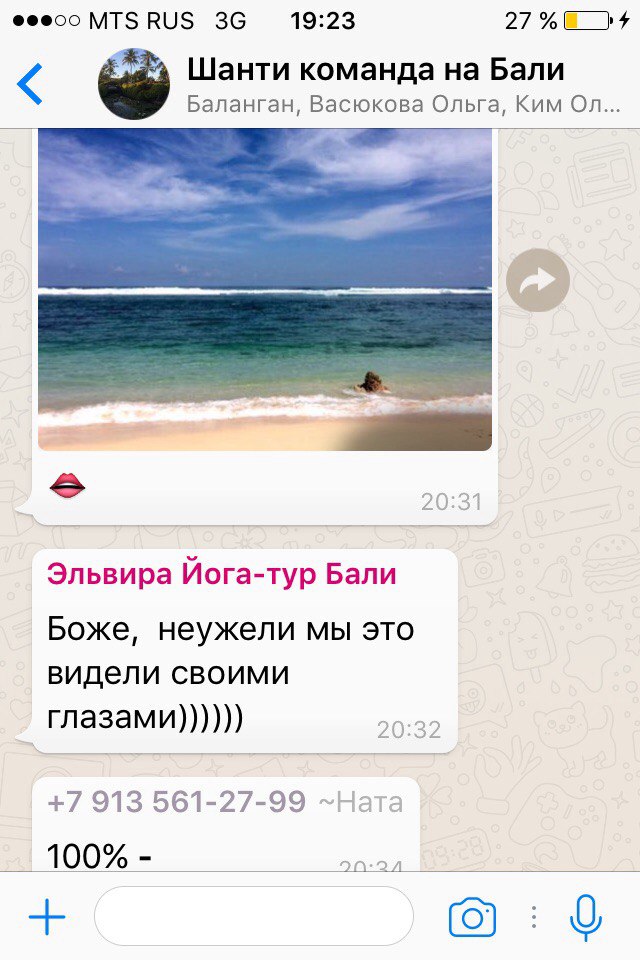 MTS RUS 3G 19:23 27 %
Шанти команда на Бали
Баланган, Васюкова Ольга, Ким Ол...
20:31
Эльвира Йога-тур Бали
Боже, неужели мы это
видели своими
глазами))))))
20:32
+7 913 561-27-99 ~Ната
100% -
20:34